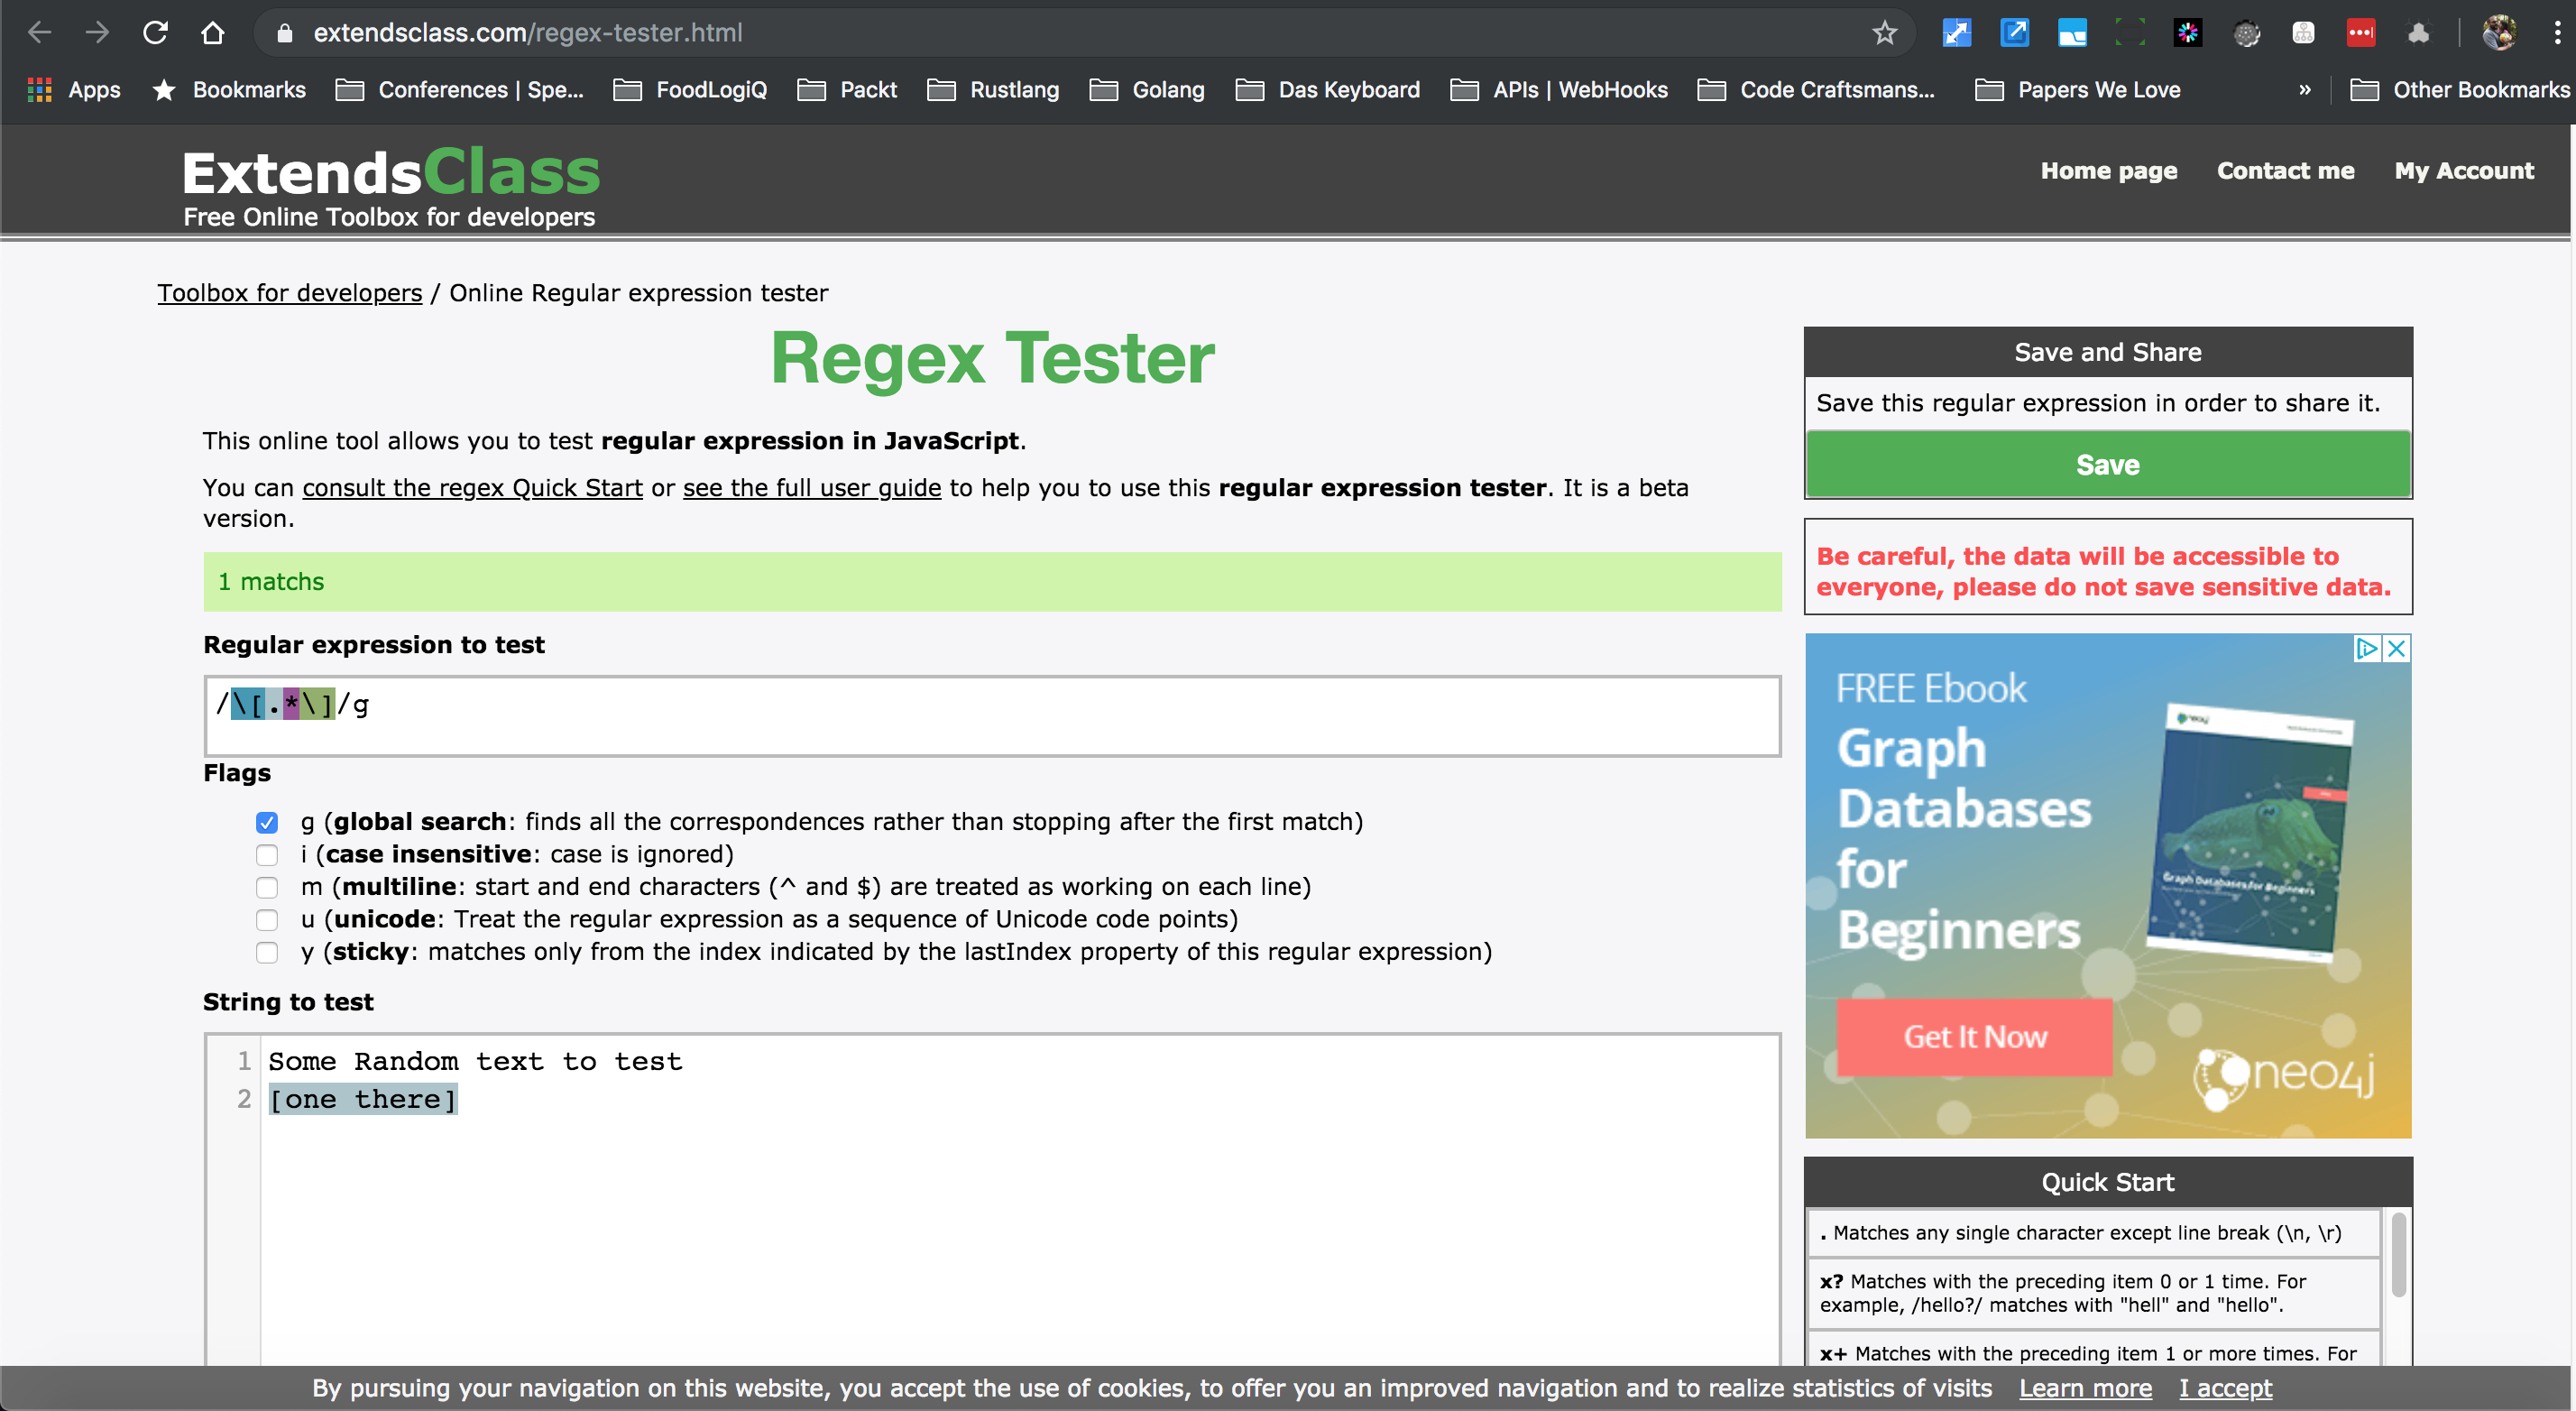 extendsclass.com/regex-tester.html
Apps Bookmarks Conferences | Spe... FoodLogiQ Packt Rustlang Golang Das Keyboard APIs | WebHooks Code Craftsmans... Papers We Love » Other Bookmarks
ExtendsClass
Free Online Toolbox for developers
Home page Contact me My Account
Toolbox for developers / Online Regular expression tester
Regex Tester
This online tool allows you to test regular expression in JavaScript.
You can consult the regex Quick Start or see the full user guide to help you to use this regular expression tester. It is a beta
version.
1 matchs
Regular expression to test
/\[.*\]/g
Flags
g (global search: finds all the correspondences rather than stopping after the first match)
i (case insensitive: case is ignored)
m (multiline: start and end characters (^ and $) are treated as working on each line)
u (unicode: Treat the regular expression as a sequence of Unicode code points)
y (sticky: matches only from the index indicated by the lastIndex property of this regular expression)
String to test
1 Some Random text to test
2 [one there]
Save and Share
Save this regular expression in order to share it.
Save
Be careful, the data will be accessible to
everyone, please do not save sensitive data.
FREE Ebook
Graph
Databases
for
Beginners
neo4j
Graph Databases for Beginners
Get It Now
neo4j
Quick Start
. Matches any single character except line break (\n, \r)
x? Matches with the preceding item 0 or 1 time. For
example, /hello?/ matches with "hell" and "hello".
x+ Matches with the preceding item 1 or more times. For
By pursuing your navigation on this website, you accept the use of cookies, to offer you an improved navigation and to realize statistics of visits Learn more I accept